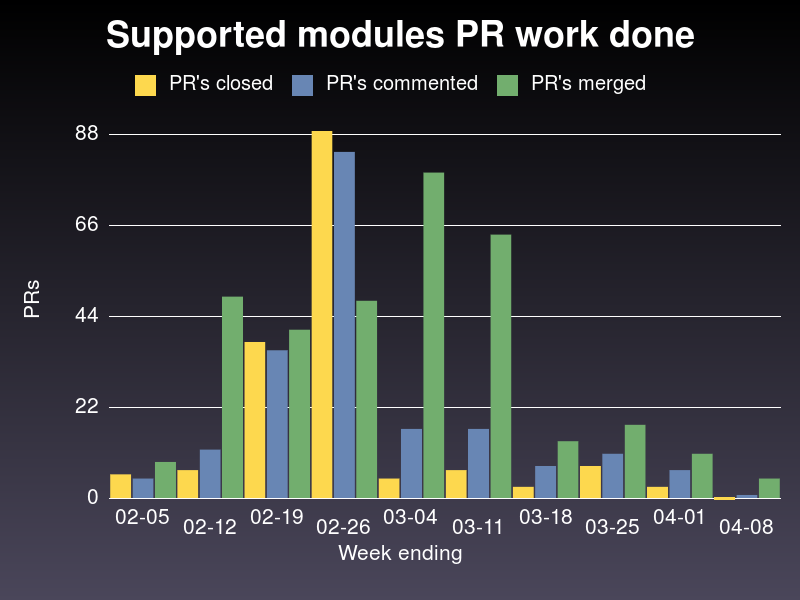 Supported modules PR work done
PR's closed PR's commented PR's merged
88
66
44
22
0
PRs
02-05 02-12 02-19 02-26 03-04 03-11 03-18 03-25 04-01 04-08
Week ending